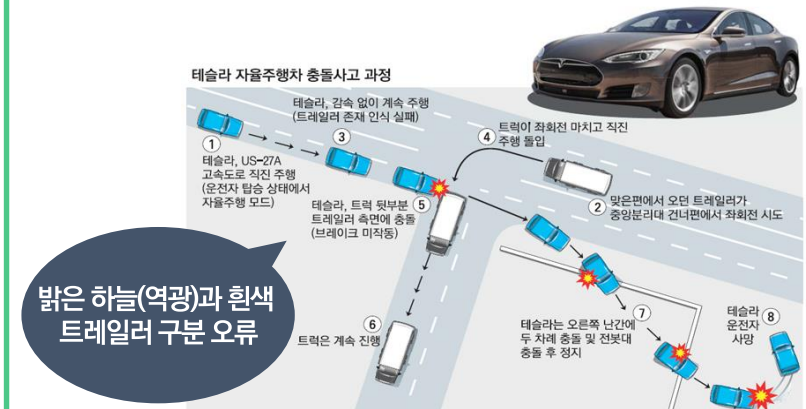 테슬라 자율주행차 충돌사고 과정
①
테슬라, US-27A
고속도로 직진 주행
(운전자 탑승 상태에서
자율주행 모드)
②
맞은편에서 오던 트레일러가
중앙분리대 건너편에서 좌회전 시도
테슬라, 감속 없이 계속 주행
(트레일러 존재 인식 실패)
③
④
트럭이 좌회전 마치고 직진
주행 돌입
테슬라, 트럭 뒷부분
트레일러 측면에 충돌
(브레이크 미작동)
⑤
⑥
트럭은 계속 진행
⑦
테슬라는 오른쪽 난간에
두 차례 충돌 및 전봇대
충돌 후 정지
테슬라
운전자
사망
⑧
밝은 하늘(역광)과 흰색
트레일러 구분 오류